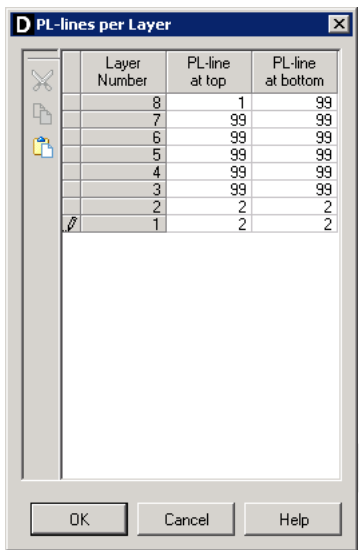 D PL-lines per Layer
Layer Number PL-line at top PL-line at bottom
8 1 99
7 99 99
6 99 99
5 99 99
4 99 99
3 99 99
2 2 2
1 2 2
OK Cancel Help